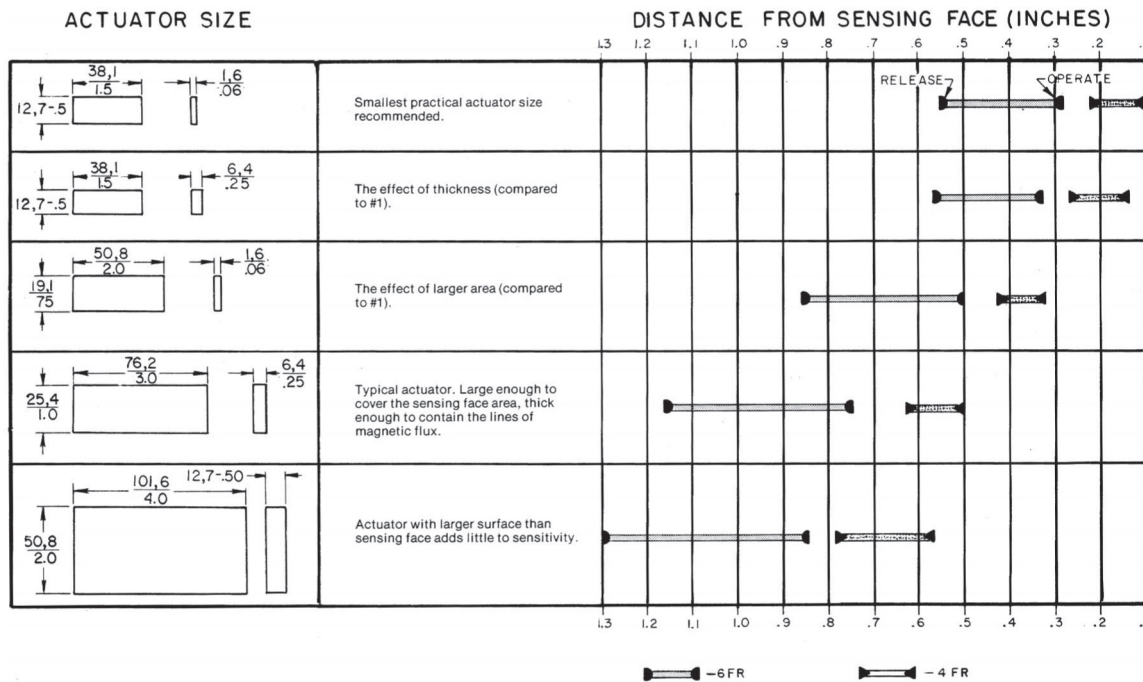 ACTUATOR SIZE
DISTANCE FROM SENSING FACE (INCHES)
1.3 1.2 1.1 1.0 .9 .8 .7 .6 .5 .4 .3 .2 .
38,1
1.5
1,6
.06
12,7-.5
Smallest practical actuator size
recommended.
RELEASE
OPERATE
38,1
1.5
6,4
.25
12,7-.5
The effect of thickness (compared
to #1).
50,8
2.0
1,6
.06
19,1
75
The effect of larger area (compared
to #1).
76,2
3.0
6,4
.25
25,4
1.0
Typical actuator. Large enough to
cover the sensing face area, thick
enough to contain the lines of
magnetic flux.
101,6
4.0
12,7-.50
50,8
2.0
Actuator with larger surface than
sensing face adds little to sensitivity.
1.3 1.2 1.1 1.0 .9 .8 .7 .6 .5 .4 .3 .2 .
-6FR
-4FR